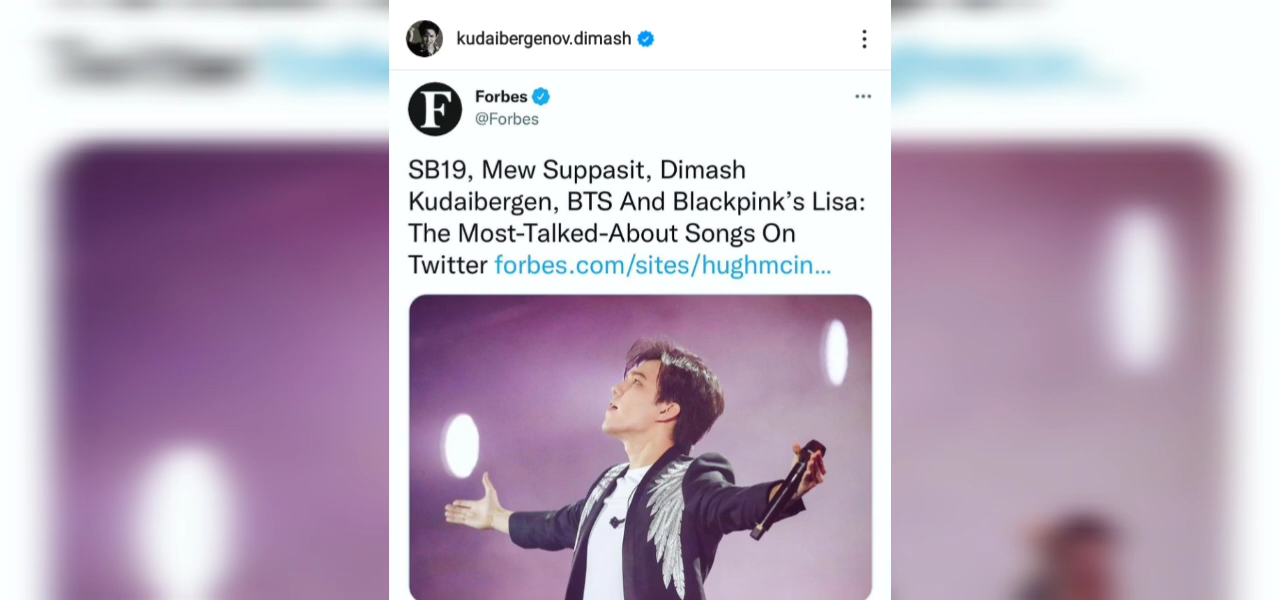 kudaibergenov.dimash
Forbes
@Forbes
SB19, Mew Suppasit, Dimash
Kudaibergen, BTS And Blackpink’s Lisa:
The Most-Talked-About Songs On
Twitter forbes.com/sites/hughmcin...